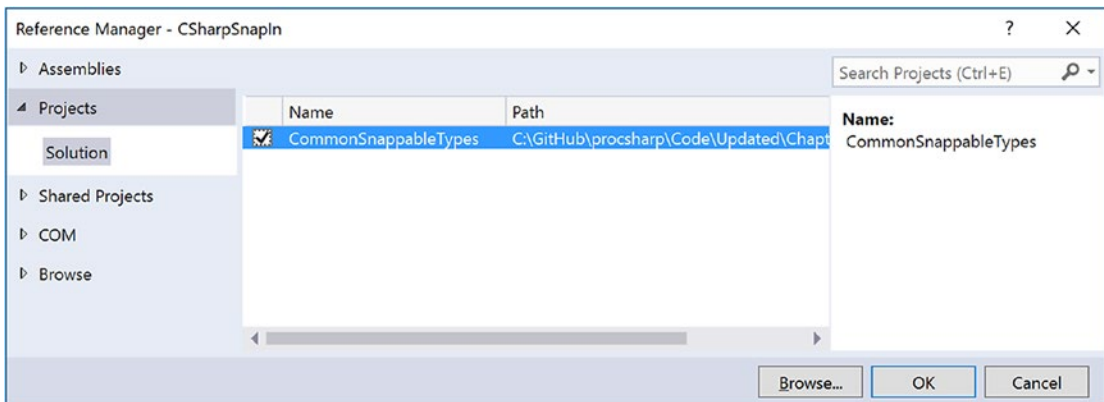 Reference Manager - CSharpSnapIn
? X
Assemblies
Search Projects (Ctrl+E)
Projects
Name Path
Name:
CommonSnappableTypes C:\GitHub\procsharp\Code\Updated\Chapt
CommonSnappableTypes
Solution
Shared Projects
COM
Browse
Browse... OK Cancel